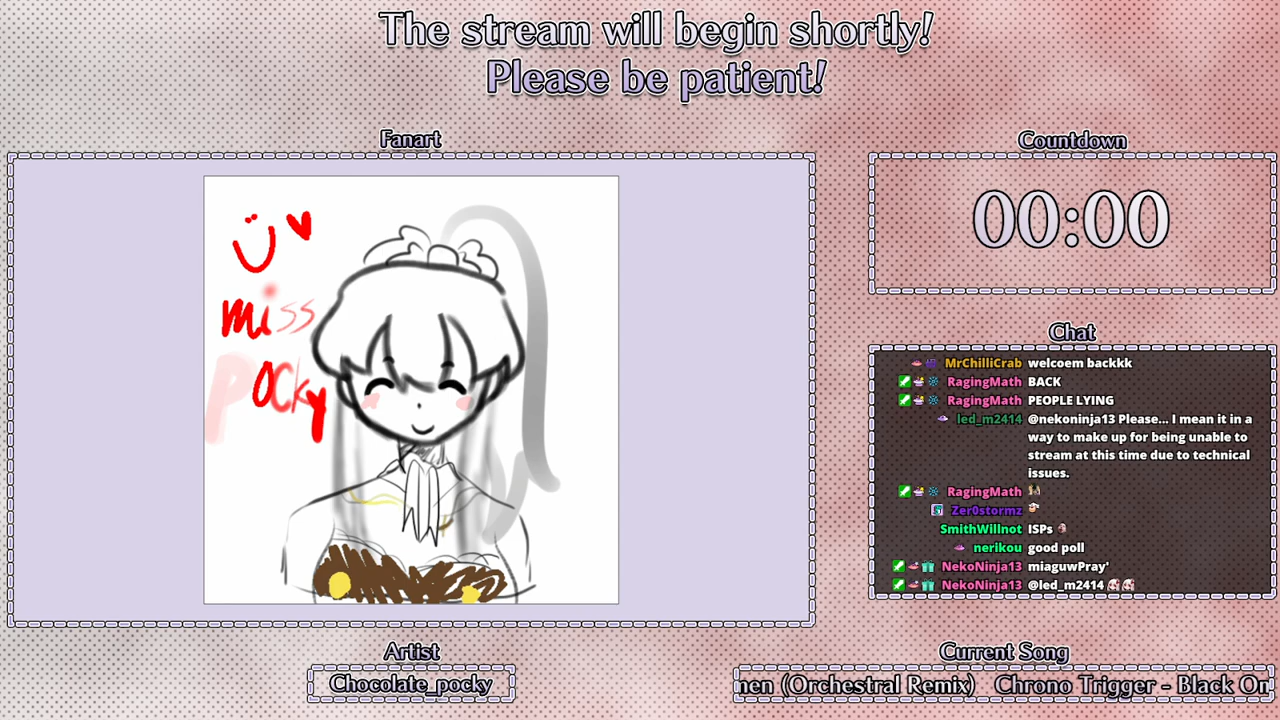 The stream will begin shortly!
Please be patient!
Fanart
miss
pocky
Artist
Chocolate_pocky
Countdown
00:00
Chat
MrChilliCrab welcoem backkk
RagingMath BACK
RagingMath PEOPLE LYING
led_m2414 @nekoninja13 Please... I mean it in a
way to make up for being unable to
stream at this time due to technical
issues.
RagingMath
Zer0stormz
SmithWillnot ISPs
nerikou good poll
NekoNinja13 miaguwPray'
NekoNinja13 @led_m2414
Current Song
(Orchestral Remix) Chrono Trigger - Black